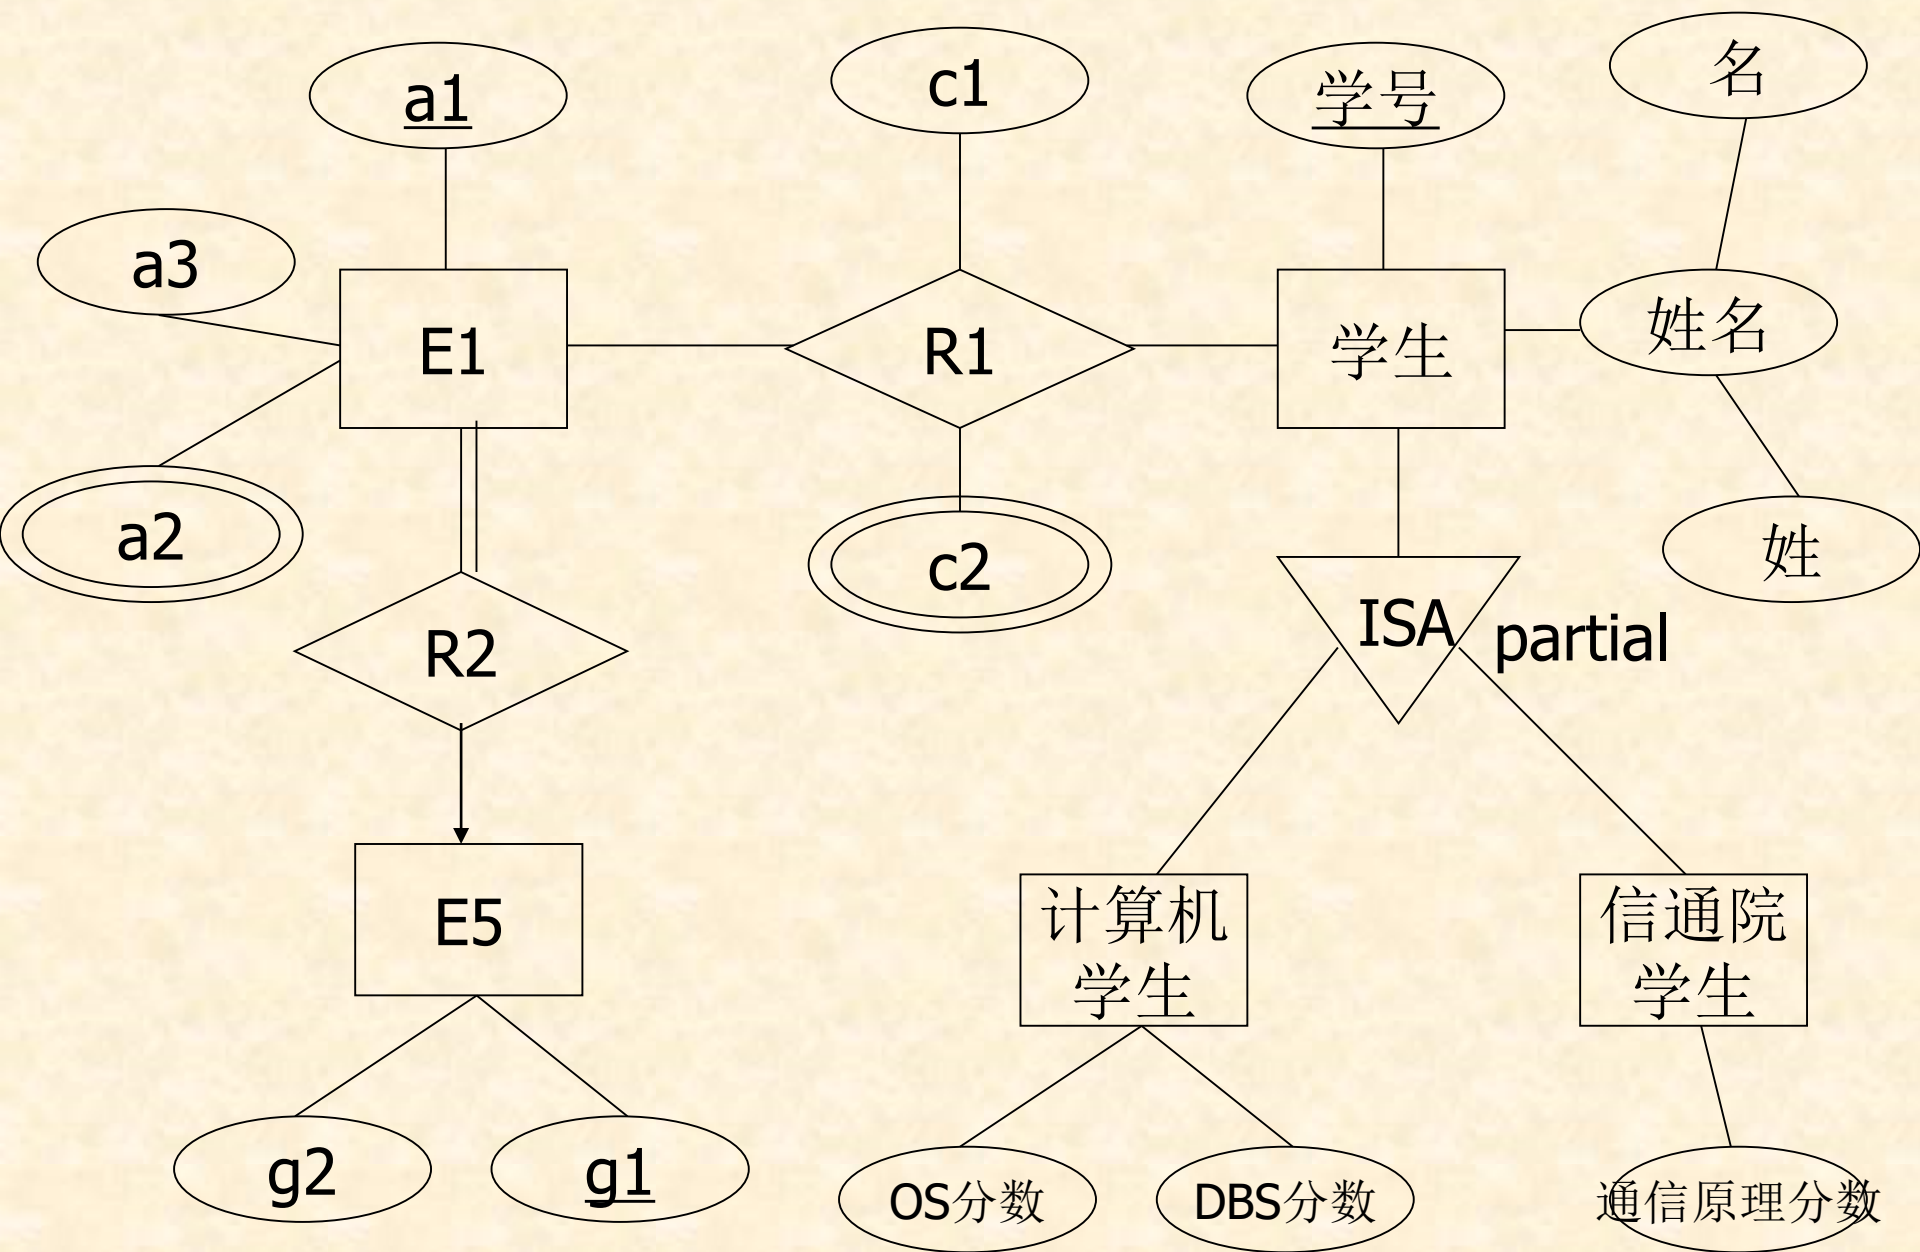 a1
c1
学号
名
a3
E1
R1
学生
姓名
a2
c2
姓
R2
ISA
partial
E5
计算机
学生
信通院
学生
g2
g1
OS分数
DBS分数
通信原理分数